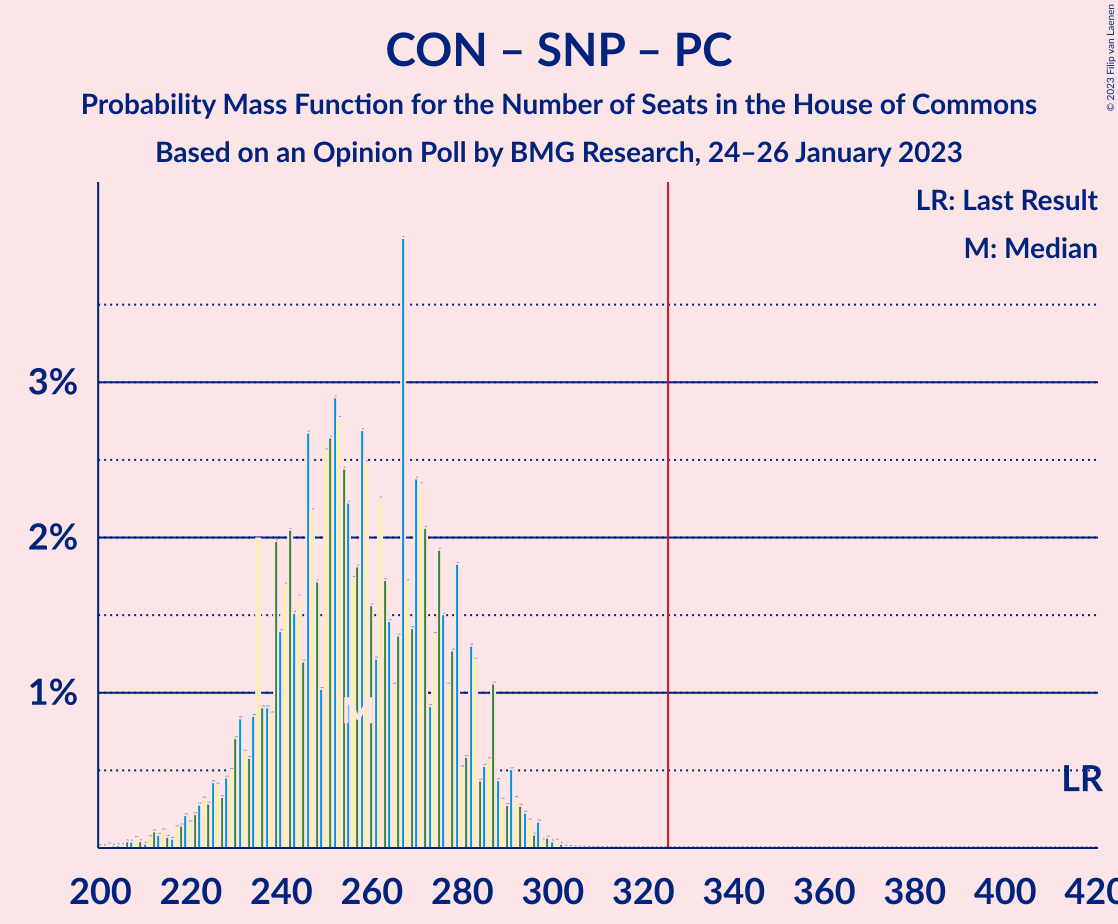 CON – SNP – PC
Probability Mass Function for the Number of Seats in the House of Commons
Based on an Opinion Poll by BMG Research, 24–26 January 2023
© 2023 Filip van Laenen
LR: Last Result
M: Median
3%
2%
1%
M
LR
200 220 240 260 280 300 320 340 360 380 400 420